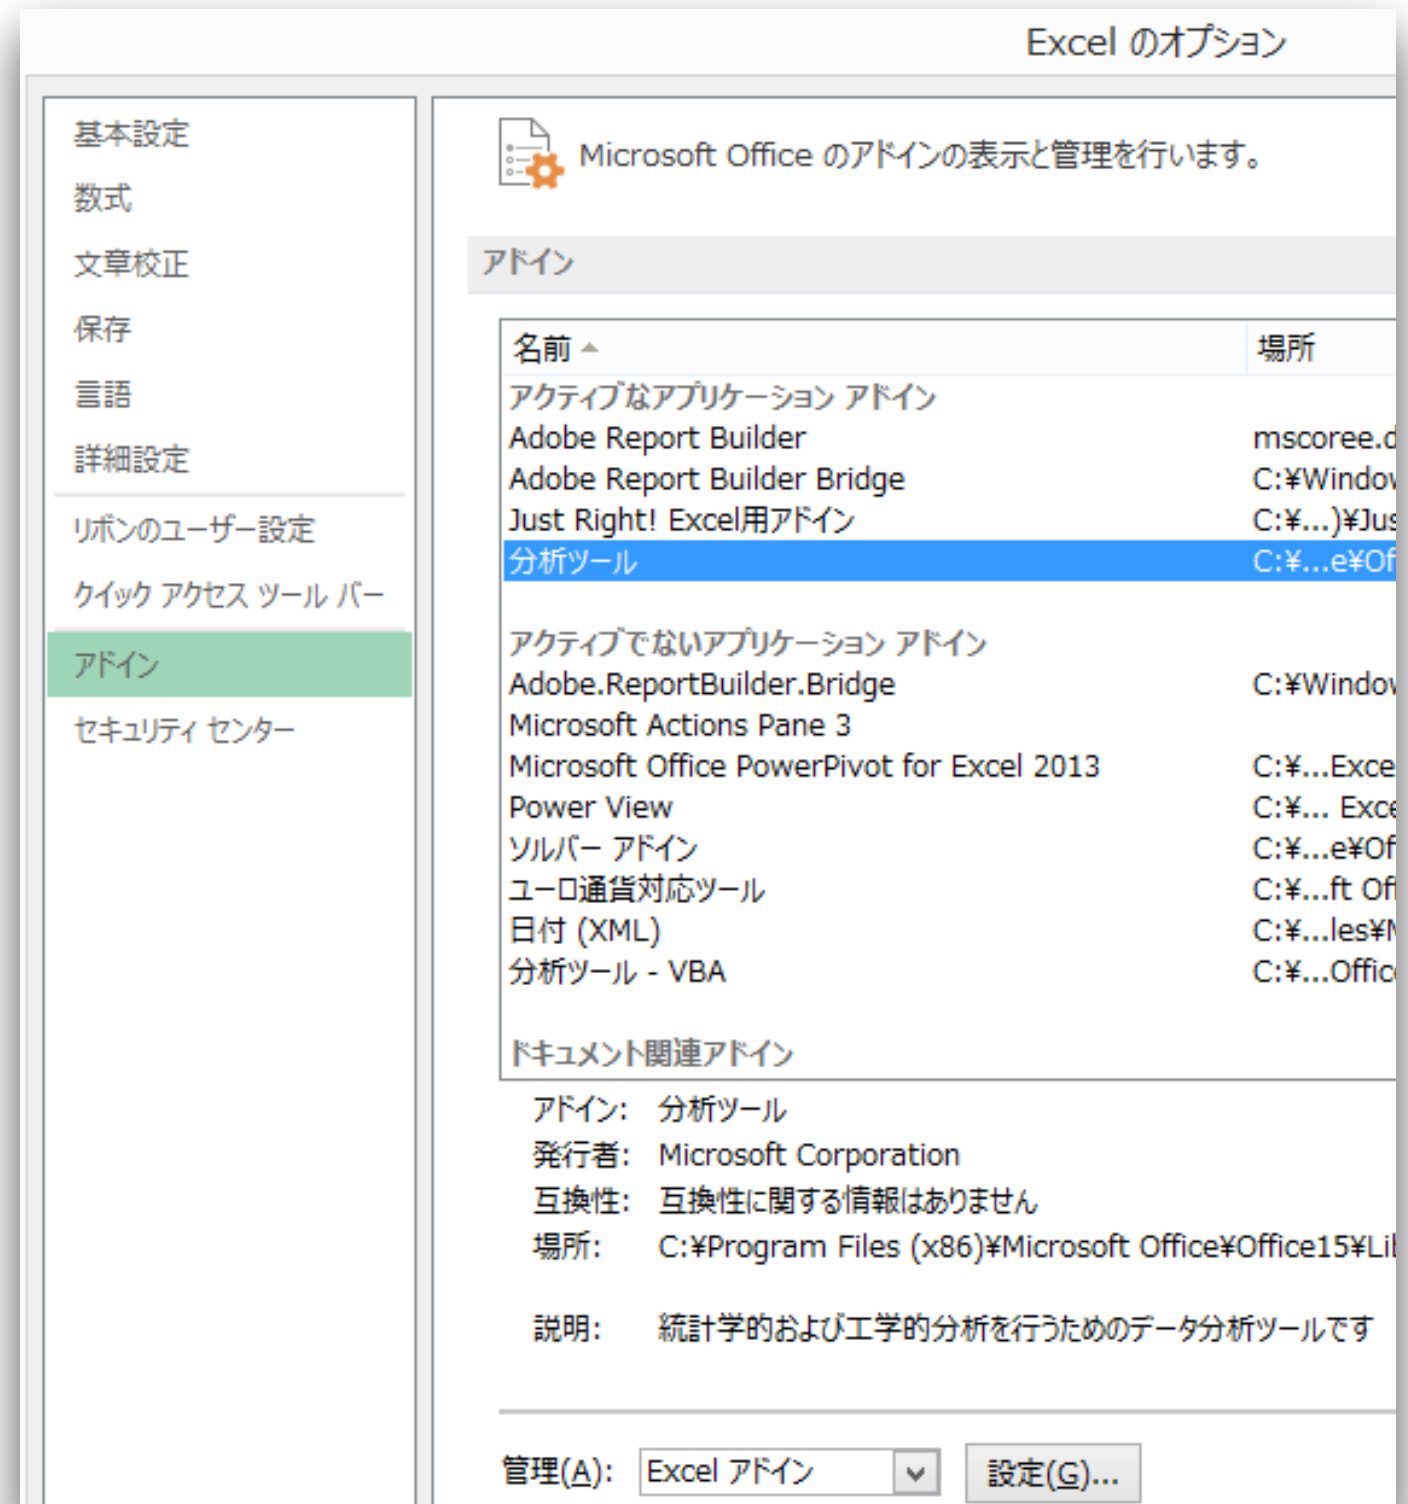 Excel のオプション
基本設定
数式
文章校正
保存
言語
詳細設定
リボンのユーザー設定
クイック アクセス ツール バー
アドイン
セキュリティ センター
Microsoft Office のアドインの表示と管理を行います。
アドイン
名前 場所
アクティブなアプリケーション アドイン
Adobe Report Builder mscoree.d
Adobe Report Builder Bridge C:¥Window
Just Right! Excel用アドイン C:¥...)¥Jus
分析ツール C:¥...e¥Of
アクティブでないアプリケーション アドイン
Adobe.ReportBuilder.Bridge C:¥Window
Microsoft Actions Pane 3
Microsoft Office PowerPivot for Excel 2013 C:¥...Exce
Power View C:¥... Exce
ソルバー アドイン C:¥...e¥Of
ユーロ通貨対応ツール C:¥...ft Off
日付 (XML) C:¥...les¥M
分析ツール - VBA C:¥...Office
ドキュメント関連アドイン
アドイン: 分析ツール
発行者: Microsoft Corporation
互換性: 互換性に関する情報はありません
場所: C:¥Program Files (x86)¥Microsoft Office¥Office15¥Lib
説明: 統計学的および工学的分析を行うためのデータ分析ツールです
管理(A): Excel アドイン 設定(G)...